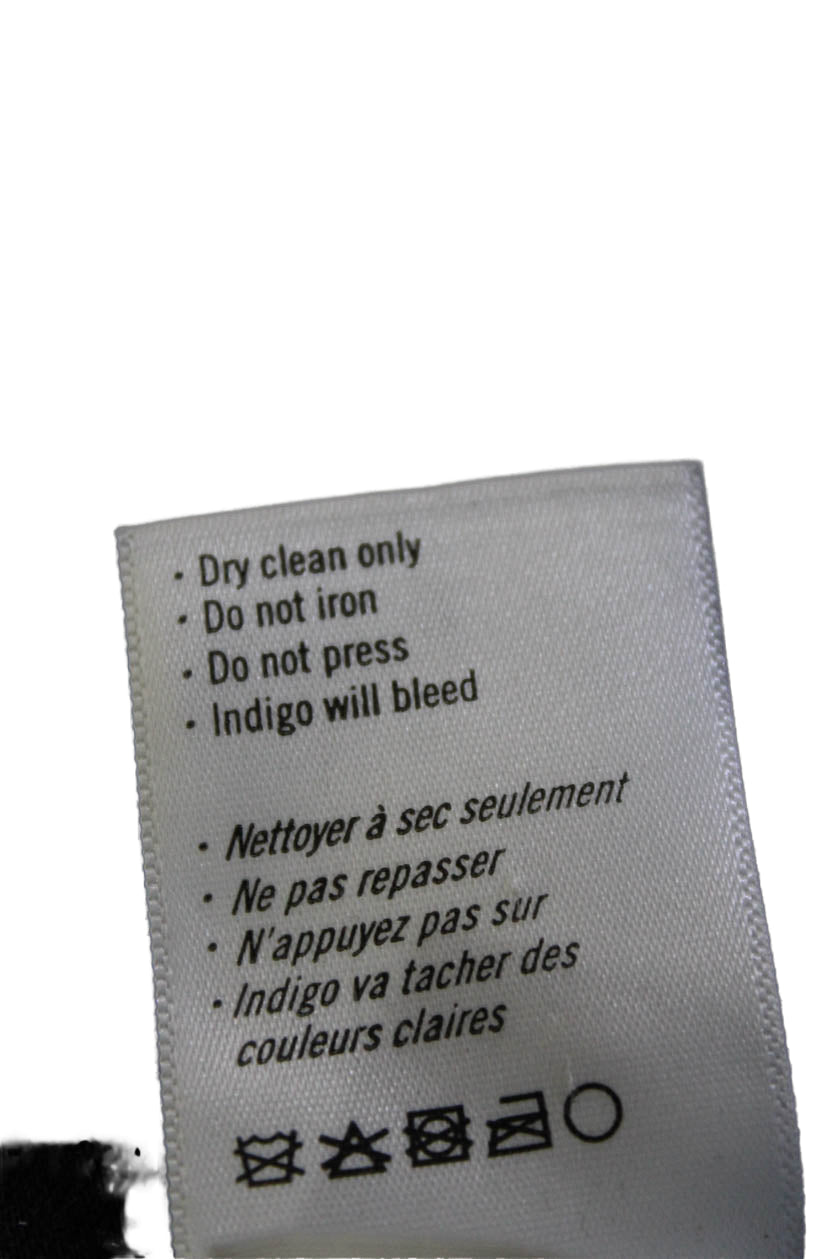 · Dry clean only
· Do not iron
· Do not press
· Indigo will bleed
· Nettoyer à sec seulement
· Ne pas repasser
· N'appuyez pas sur
· Indigo va tacher des
couleurs claires